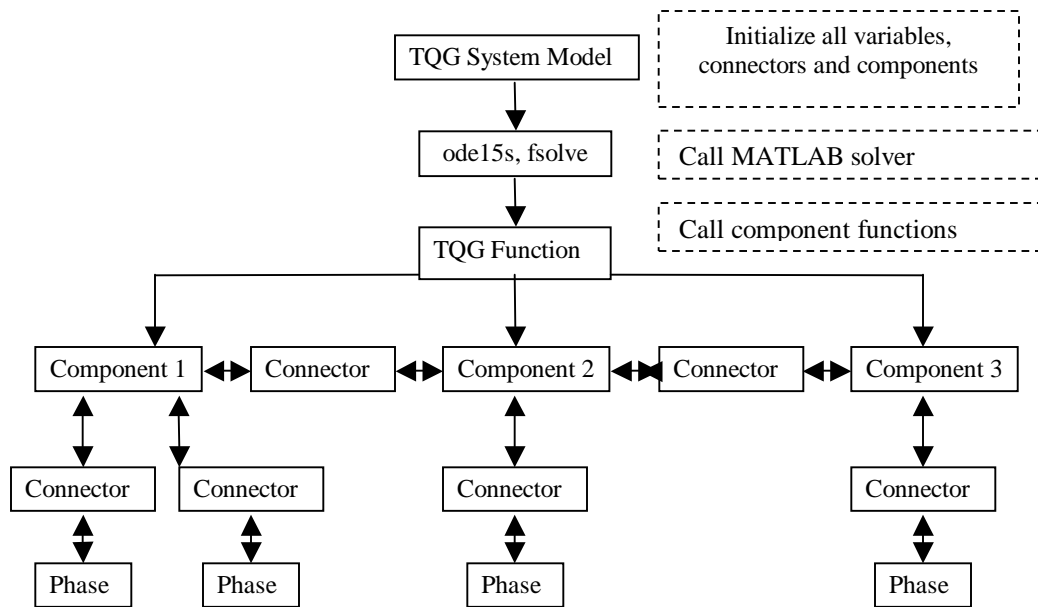 TQG System Model
Initialize all variables,
connectors and components
ode15s, fsolve
Call MATLAB solver
TQG Function
Call component functions
Component 1
Connector
Component 2
Connector
Component 3
Connector
Connector
Connector
Connector
Phase
Phase
Phase
Phase